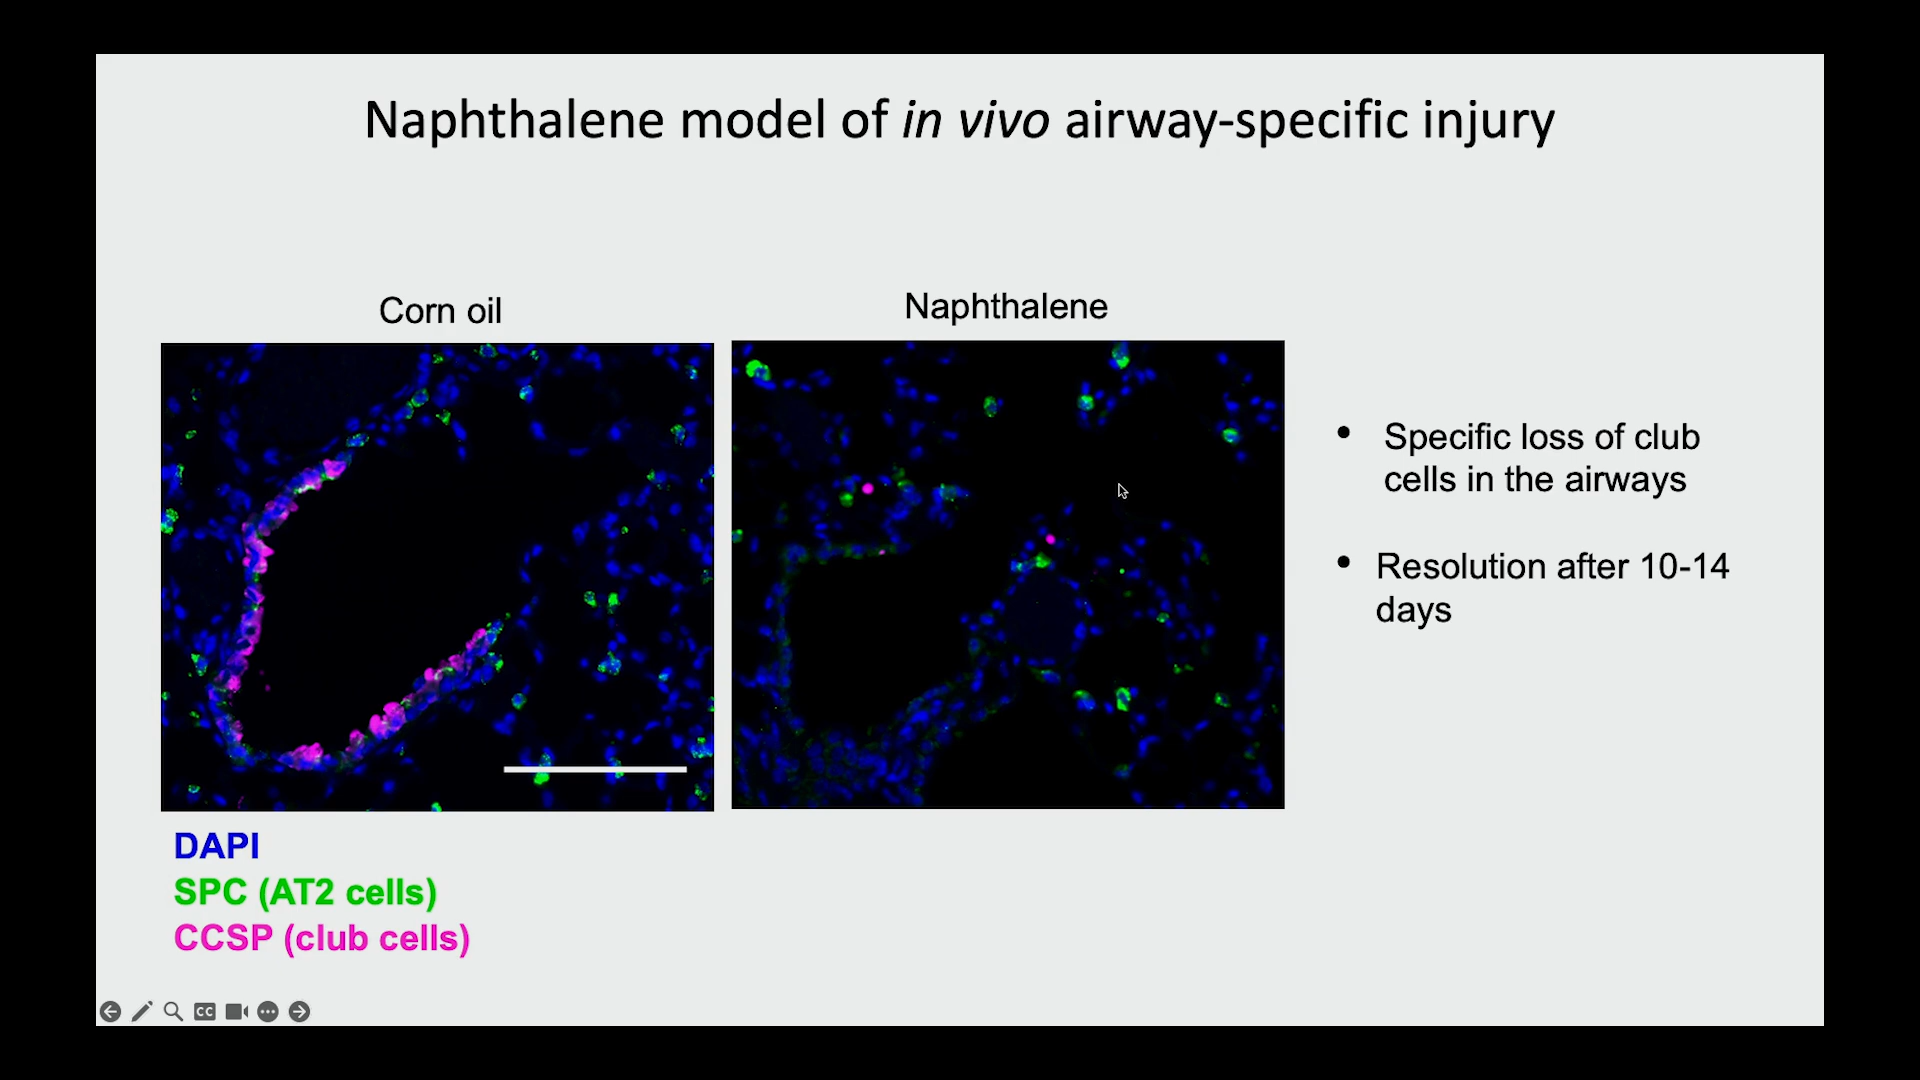 Naphthalene model of in vivo airway-specific injury
Corn oil
Naphthalene
• Specific loss of club
cells in the airways
• Resolution after 10-14
days
DAPI
SPC (AT2 cells)
CCSP (club cells)
CC